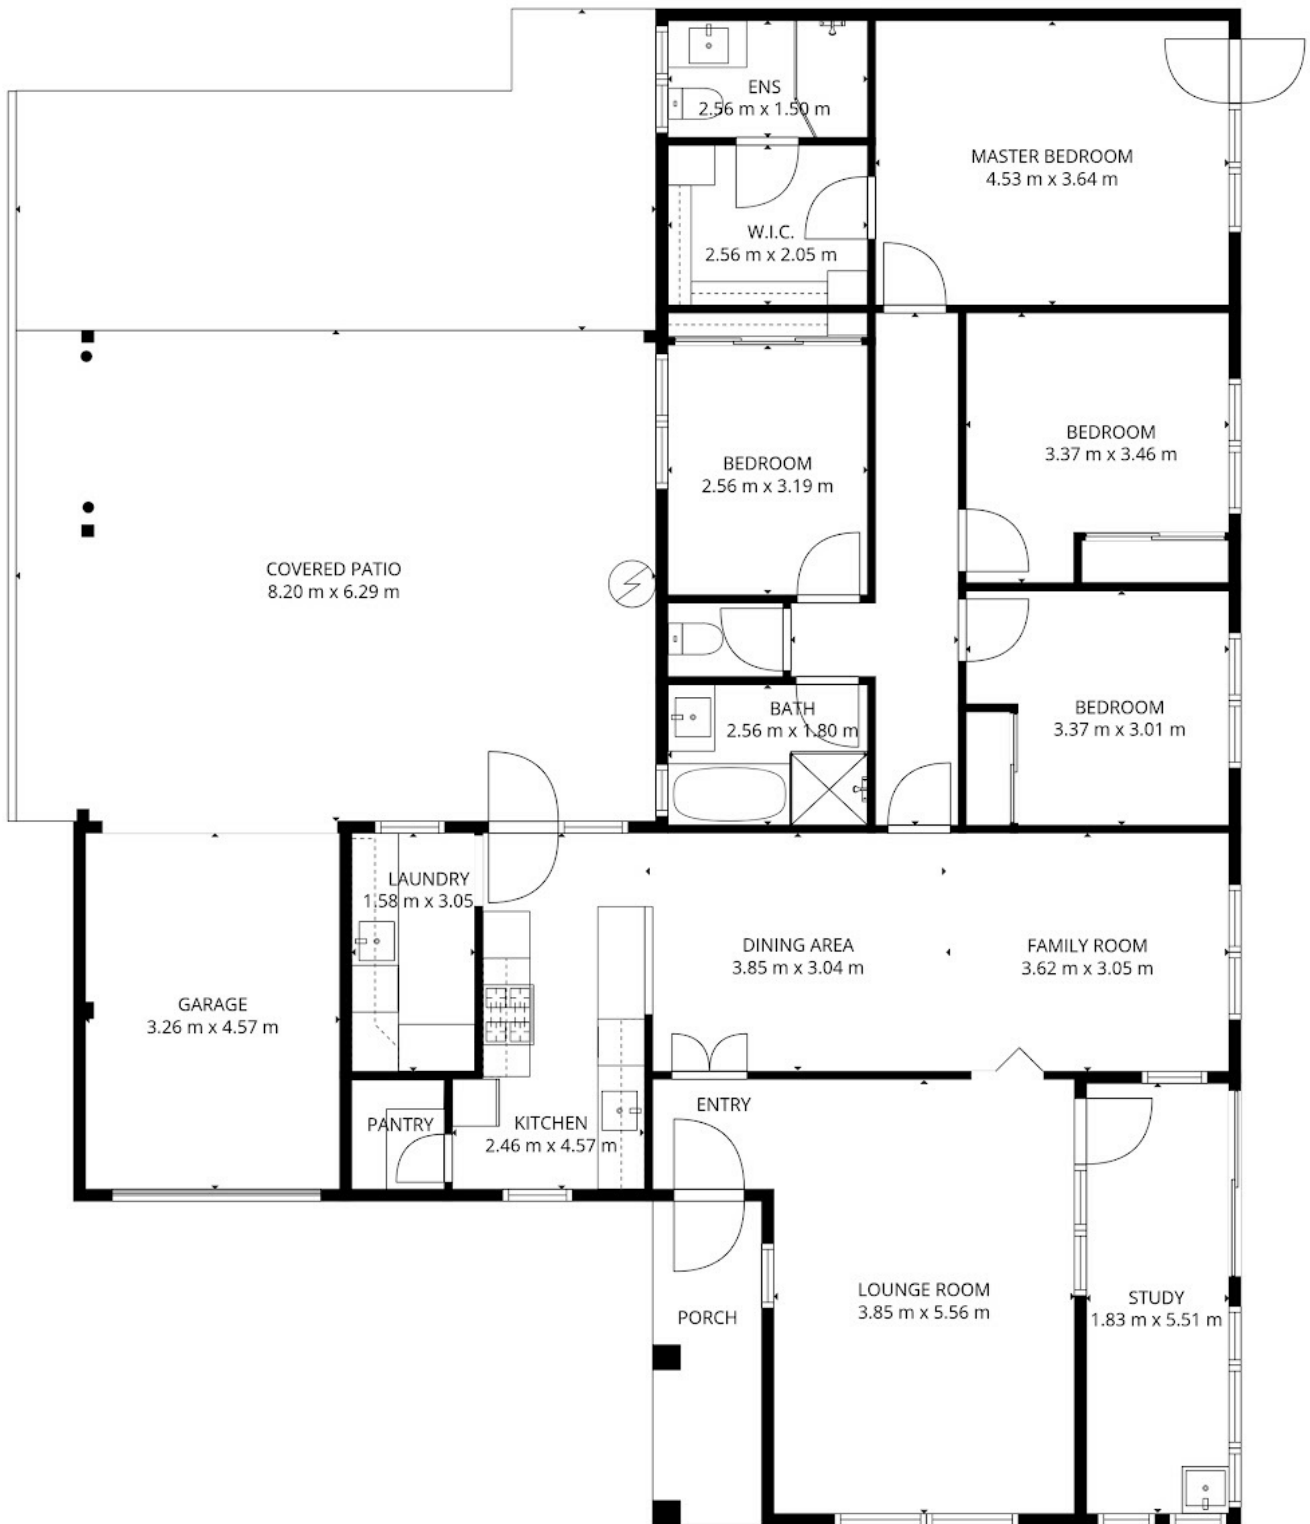 ENS
2.56 m x 1.50 m
MASTER BEDROOM
4.53 m x 3.64 m
W.I.C.
2.56 m x 2.05 m
BEDROOM
3.37 m x 3.46 m
BEDROOM
2.56 m x 3.19 m
COVERED PATIO
8.20 m x 6.29 m
BATH
2.56 m x 1.80 m
BEDROOM
3.37 m x 3.01 m
LAUNDRY
1.58 m x 3.05
DINING AREA
3.85 m x 3.04 m
FAMILY ROOM
3.62 m x 3.05 m
GARAGE
3.26 m x 4.57 m
ENTRY
PANTRY
KITCHEN
2.46 m x 4.57 m
LOUNGE ROOM
3.85 m x 5.56 m
STUDY
1.83 m x 5.51 m
PORCH